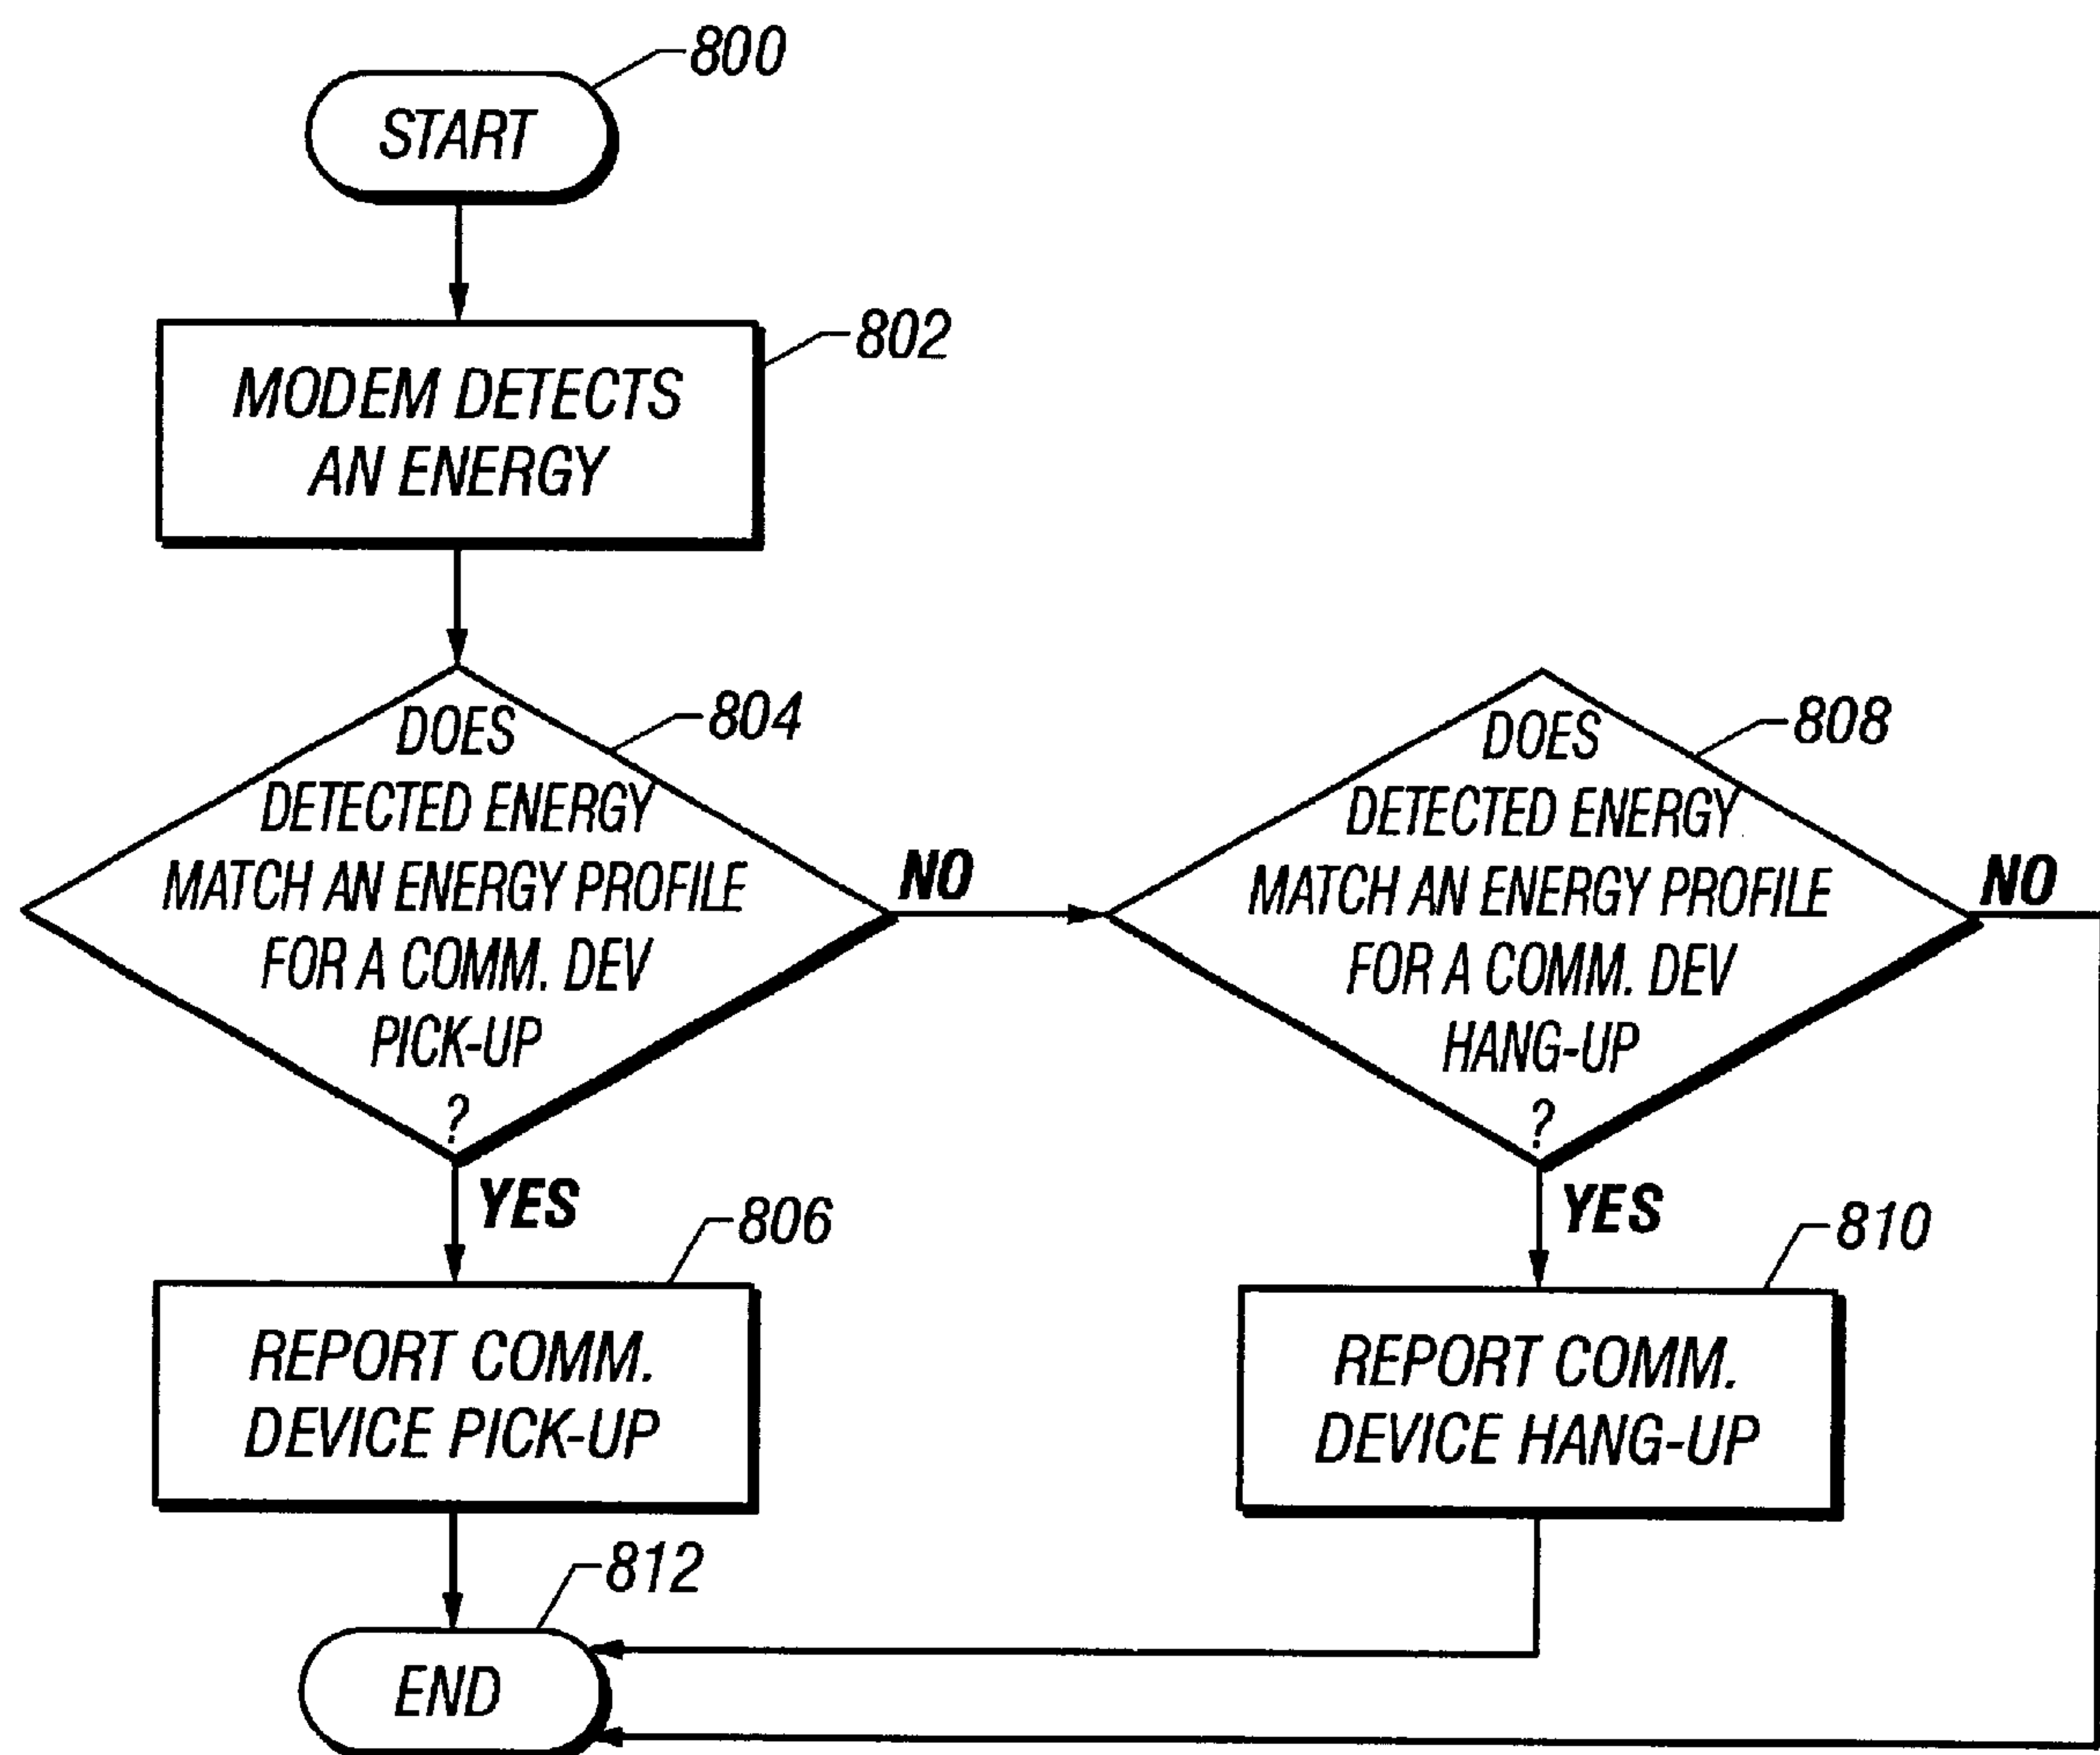 800
START
802
MODEM DETECTS
AN ENERGY
804
DOES
DETECTED ENERGY
MATCH AN ENERGY PROFILE
FOR A COMM. DEV
PICK-UP
?
NO
808
DOES
DETECTED ENERGY
MATCH AN ENERGY PROFILE
FOR A COMM. DEV
HANG-UP
?
NO
YES
806
REPORT COMM.
DEVICE PICK-UP
YES
810
REPORT COMM.
DEVICE HANG-UP
812
END